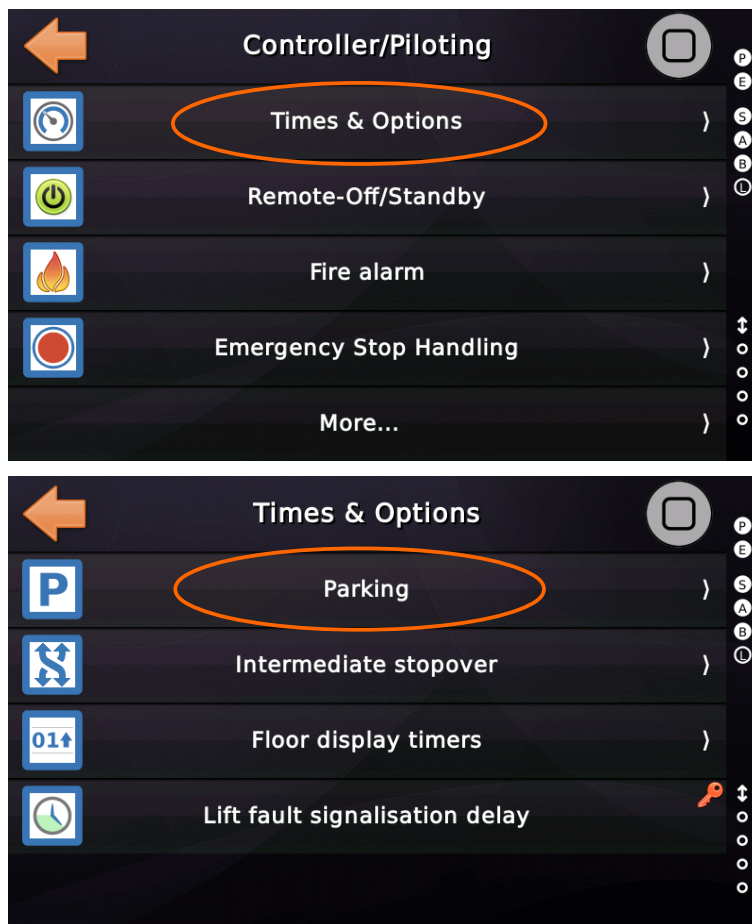 Controller/Piloting
Times & Options
Remote-Off/Standby
Fire alarm
Emergency Stop Handling
More...
P
E
S
A
B
L
Times & Options
P
Parking
Intermediate stopover
01
Floor display timers
Lift fault signalisation delay
P
E
S
A
B
L